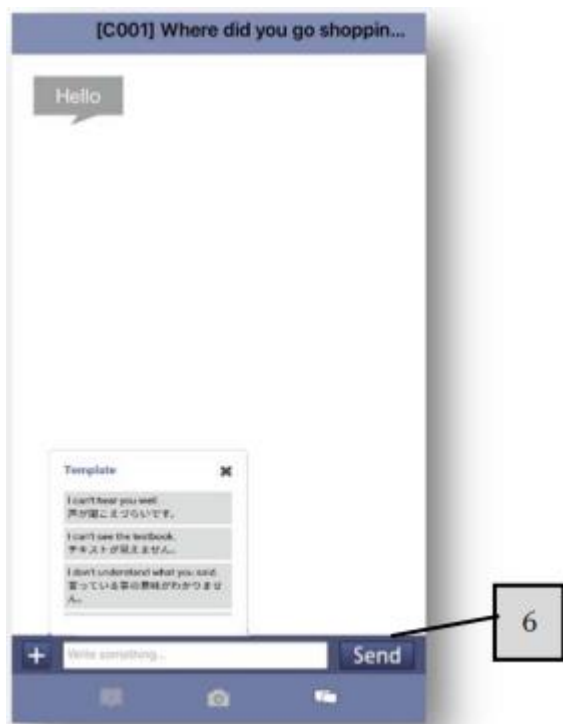 [C001] Where did you go shoppin...
Hello
Template ✖
I can't hear you well.
声が聞こえづらいです。
I can't see the textbook.
テキストが見えません。
I don't understand what you said.
言っている事の意味がわかりませ
ん。
+ Write something... Send
6